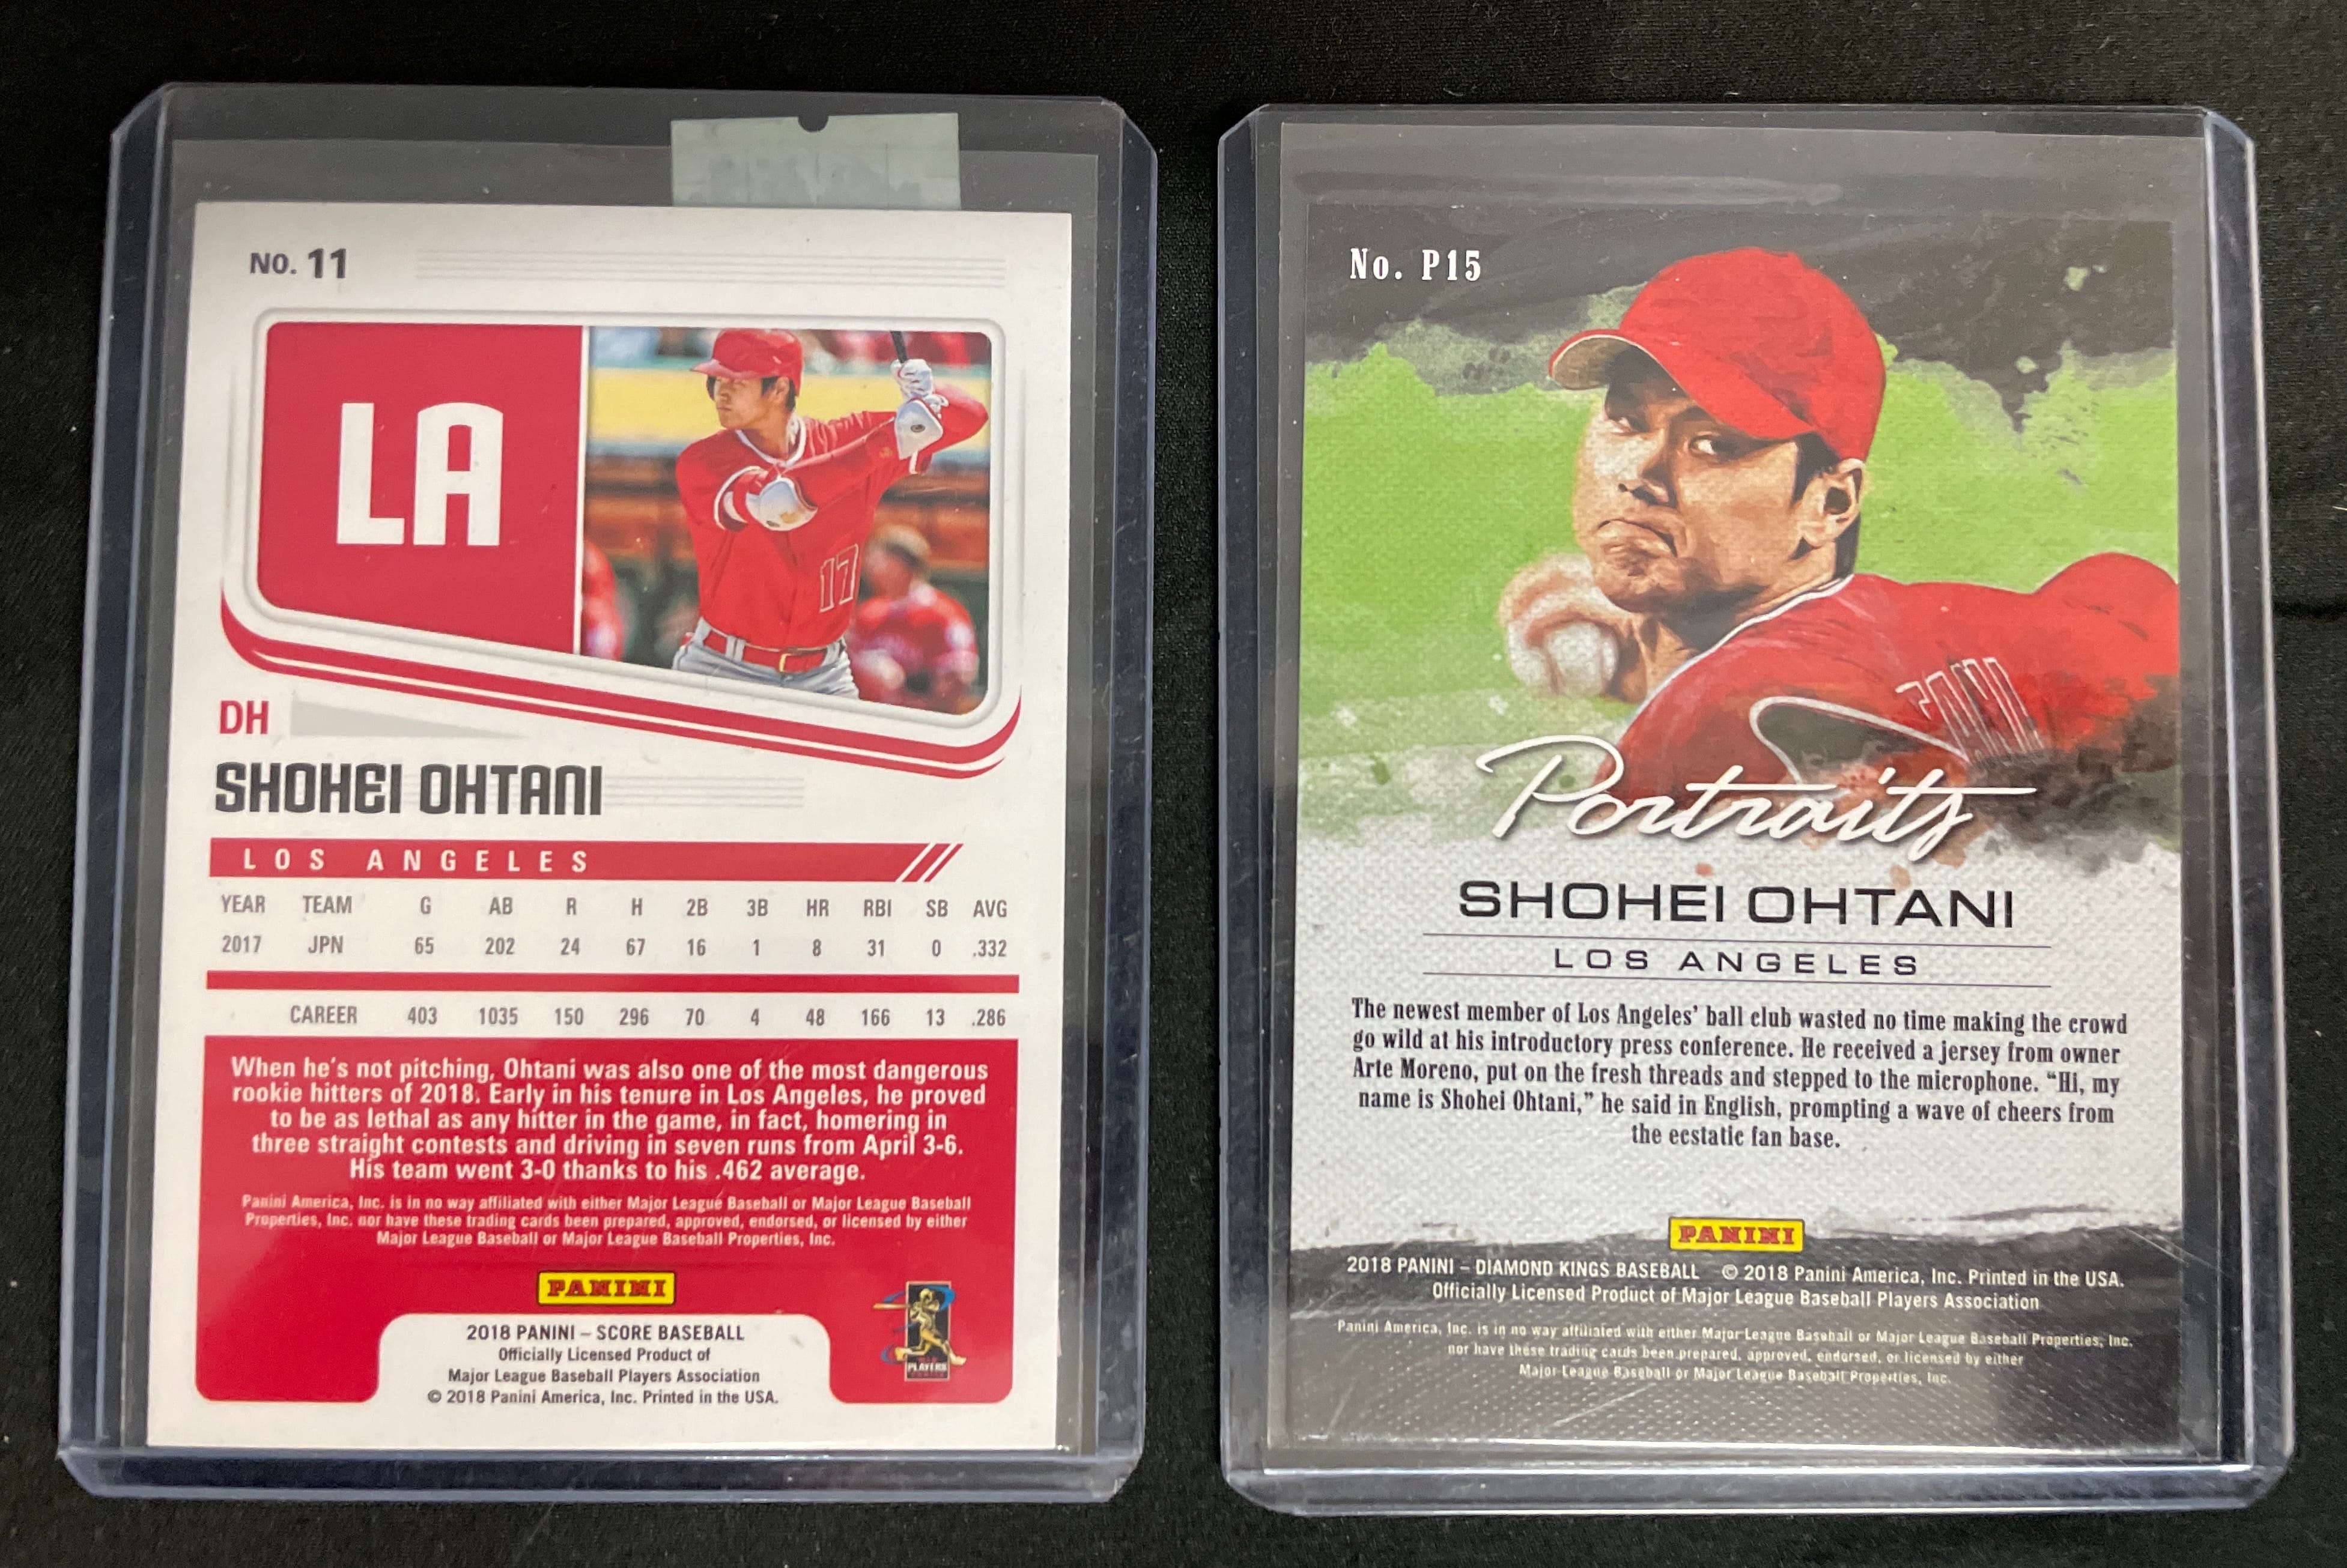 NO. 11
LA
17
DH
SHOHEI OHTANI
LOS ANGELES
YEAR TEAM G AB R H 2B 3B HR RBI SB AVG
2017 JPN 65 202 24 67 16 1 8 31 0 .332
CAREER 403 1035 150 296 70 4 48 166 13 .286
When he's not pitching, Ohtani was also one of the most dangerous
rookie hitters of 2018. Early in his tenure in Los Angeles, he proved
to be as lethal as any hitter in the game, in fact, homering in
three straight contests and driving in seven runs from April 3-6.
His team went 3-0 thanks to his .462 average.
Panini America, Inc. is in no way affiliated with either Major League Baseball or Major League Baseball
Properties, Inc. nor have these trading cards been prepared, approved, endorsed, or licensed by either
Major League Baseball or Major League Baseball Properties, Inc.
PANINI
PLAYERS
2018 PANINI – SCORE BASEBALL
Officially Licensed Product of
Major League Baseball Players Association
© 2018 Panini America, Inc. Printed in the USA.
No. P15
Portraits
SHOHEI OHTANI
LOS ANGELES
The newest member of Los Angeles' ball club wasted no time making the crowd
go wild at his introductory press conference. He received a jersey from owner
Arte Moreno, put on the fresh threads and stepped to the microphone. “Hi, my
name is Shohei Ohtani,” he said in English, prompting a wave of cheers from
the ecstatic fan base.
PANINI
2018 PANINI – DIAMOND KINGS BASEBALL © 2018 Panini America, Inc. Printed in the USA.
Officially Licensed Product of Major League Baseball Players Association
Panini America, Inc. is in no way affiliated with either Major League Baseball or Major League Baseball Properties, Inc.
nor have these trading cards been prepared, approved, endorsed, or licensed by either
Major League Baseball or Major League Baseball Properties, Inc.